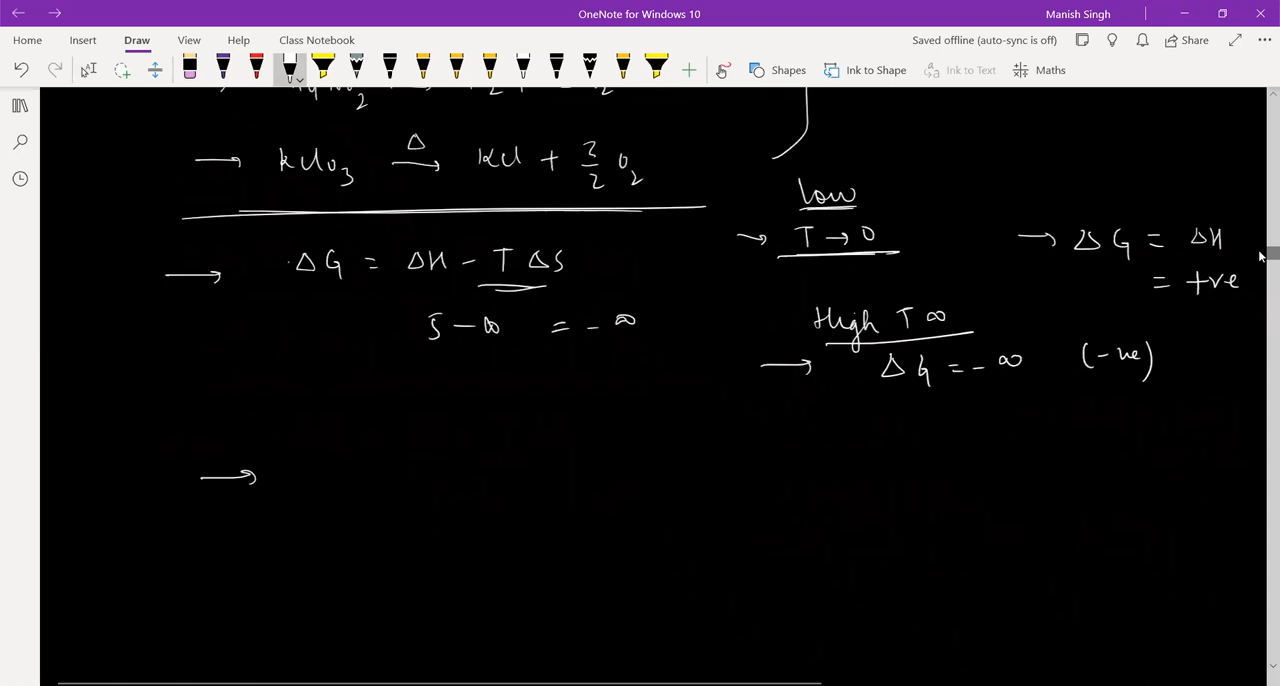 OneNote for Windows 10
Manish Singh
Home Insert Draw View Help Class Notebook
Saved offline (auto-sync is off) Share
Shapes Ink to Shape Ink to Text Maths
→ KClO3 —Δ→ KCl + 3/2 O2
Low
→ T → 0
→ ΔG = ΔH
= +ve
→ ΔG = ΔH - TΔS
5 - ∞ = - ∞
High T ∞
→ ΔG = - ∞ (-ve)
→